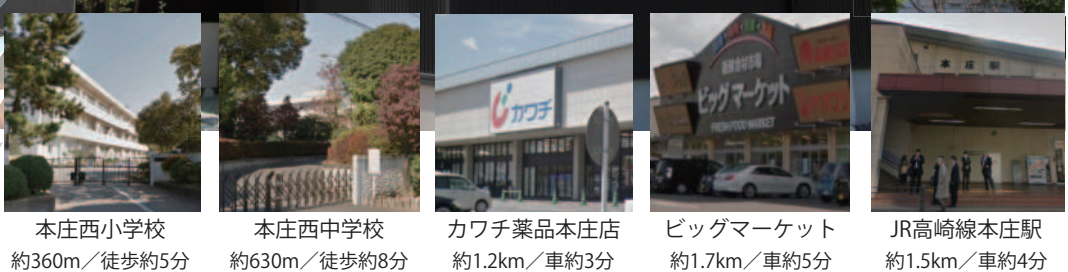 カワチ
ビッグマーケット
FRESH FOOD MARKET
本庄駅
本庄西小学校
約360m／徒歩約5分
本庄西中学校
約630m／徒歩約8分
カワチ薬品本庄店
約1.2km／車約3分
ビッグマーケット
約1.7km／車約5分
JR高崎線本庄駅
約1.5km／車約4分